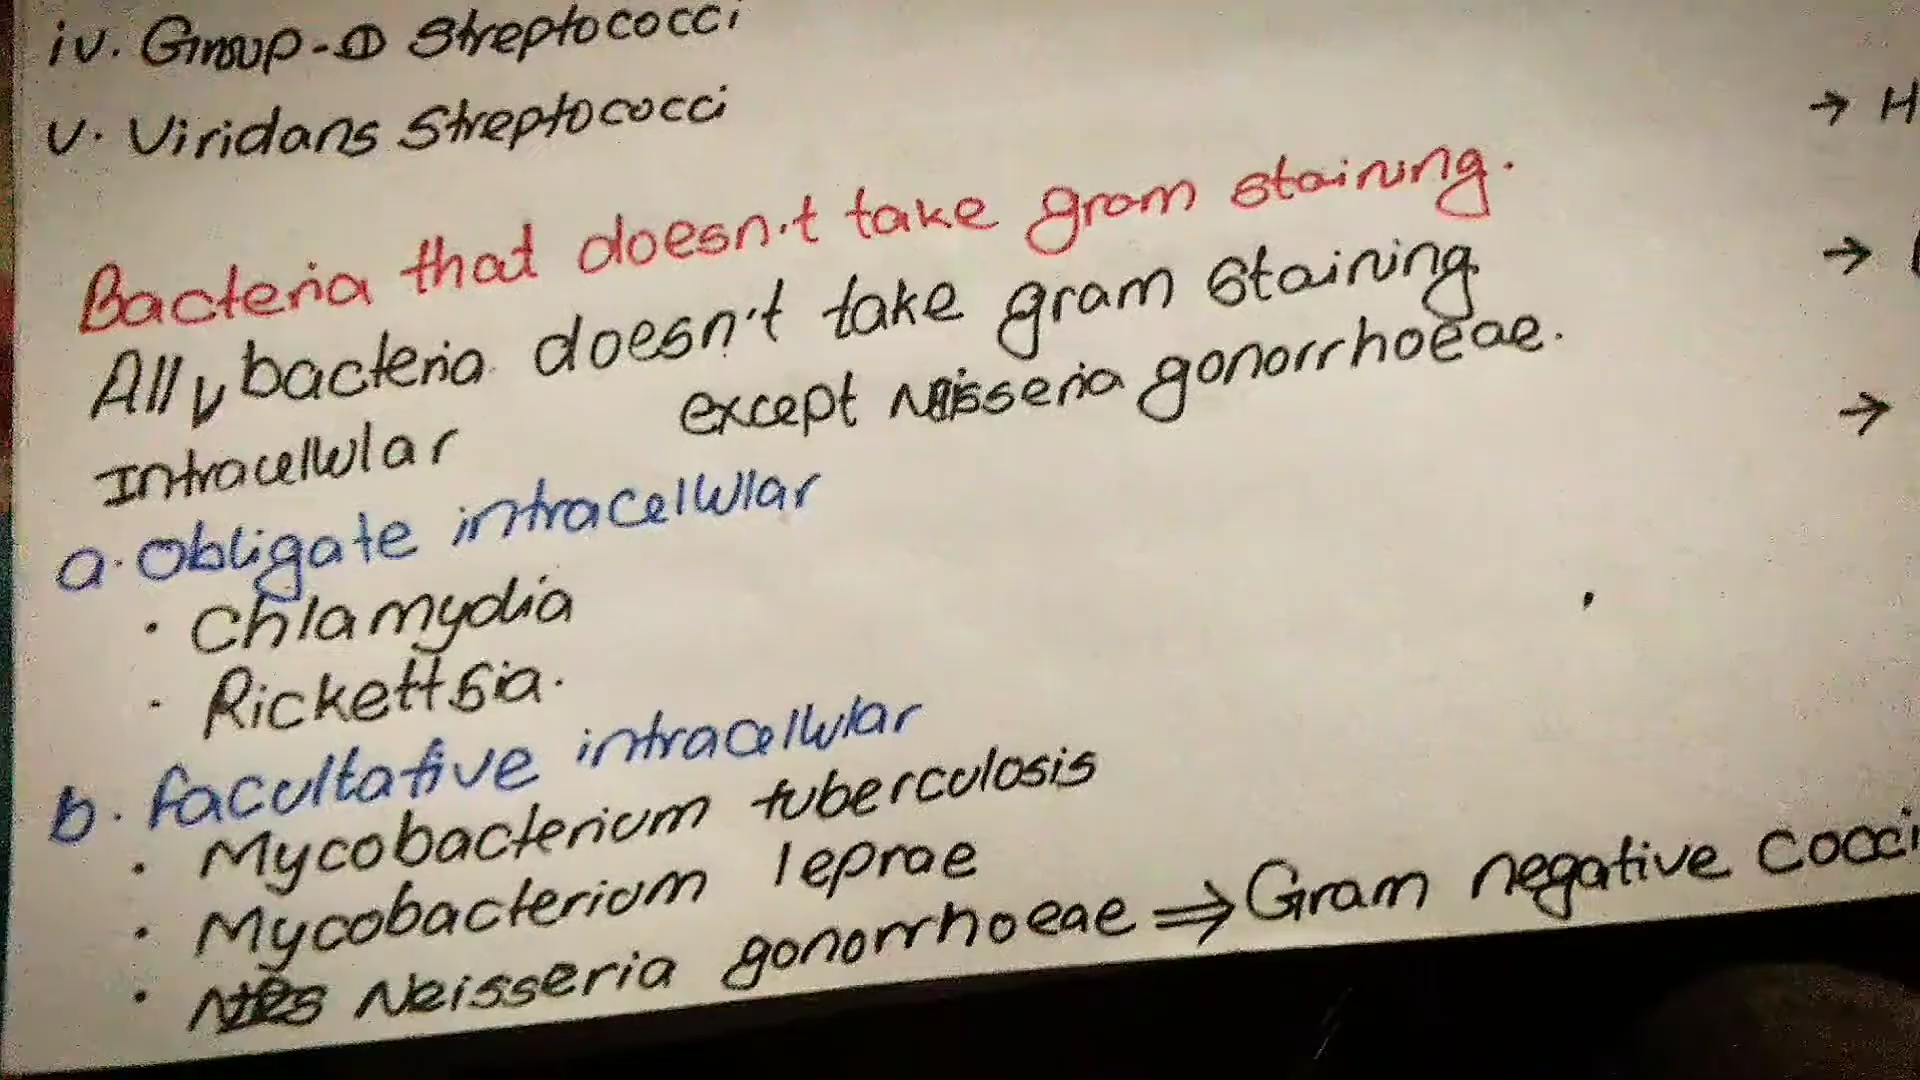 iv. Group-D Streptococci
v. Viridans Streptococci
Bacteria that doesn't take gram staining.
All bacteria doesn't take gram staining
Intracellular
except Neisseria gonorrhoeae.
a. Obligate intracellular
• Chlamydia
• Rickettsia.
b. facultative intracellular
• Mycobacterium tuberculosis
• Mycobacterium leprae
• Neisseria gonorrhoeae ⇒ Gram negative cocci
→ H
→
→